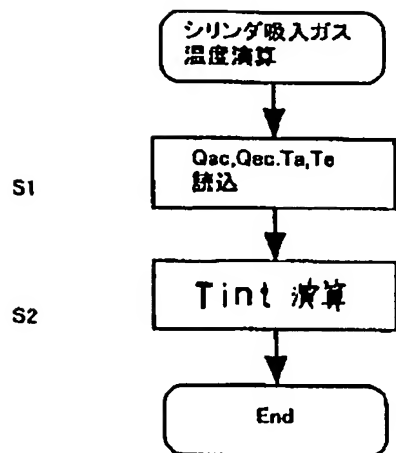 シリンダ吸入ガス
温度演算
S1
Qac,Qec.Ta,Te
読込
S2
Tint 演算
End